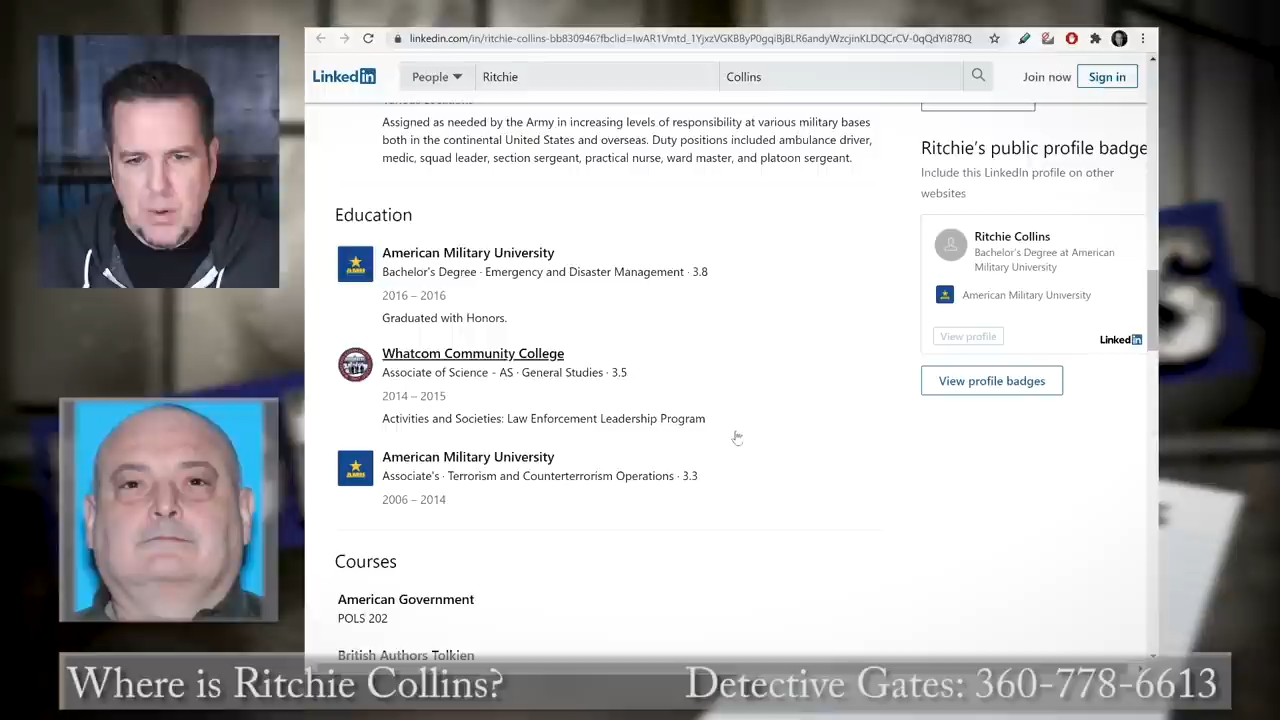 linkedin.com/in/ritchie-collins-bb830946?fbclid=IwAR1Vmtd_1YjxzVGKB8yP0gqiBjBLR6andyWzcjinKLDQCrCV-0qQdYi878Q
Linkedin
People
Ritchie
Collins
Join now
Sign in
Assigned as needed by the Army in increasing levels of responsibility at various military bases
both in the continental United States and overseas. Duty positions included ambulance driver,
medic, squad leader, section sergeant, practical nurse, ward master, and platoon sergeant.
Education
American Military University
Bachelor's Degree · Emergency and Disaster Management · 3.8
2016 – 2016
Graduated with Honors.
Whatcom Community College
Associate of Science - AS · General Studies · 3.5
2014 – 2015
Activities and Societies: Law Enforcement Leadership Program
American Military University
Associate's · Terrorism and Counterterrorism Operations · 3.3
2006 – 2014
Courses
American Government
POLS 202
British Authors Tolkien
Ritchie's public profile badge
Include this LinkedIn profile on other
websites
Ritchie Collins
Bachelor's Degree at American
Military University
AMU
American Military University
View profile
Linkedin
View profile badges
Where is Ritchie Collins?
Detective Gates: 360-778-6613